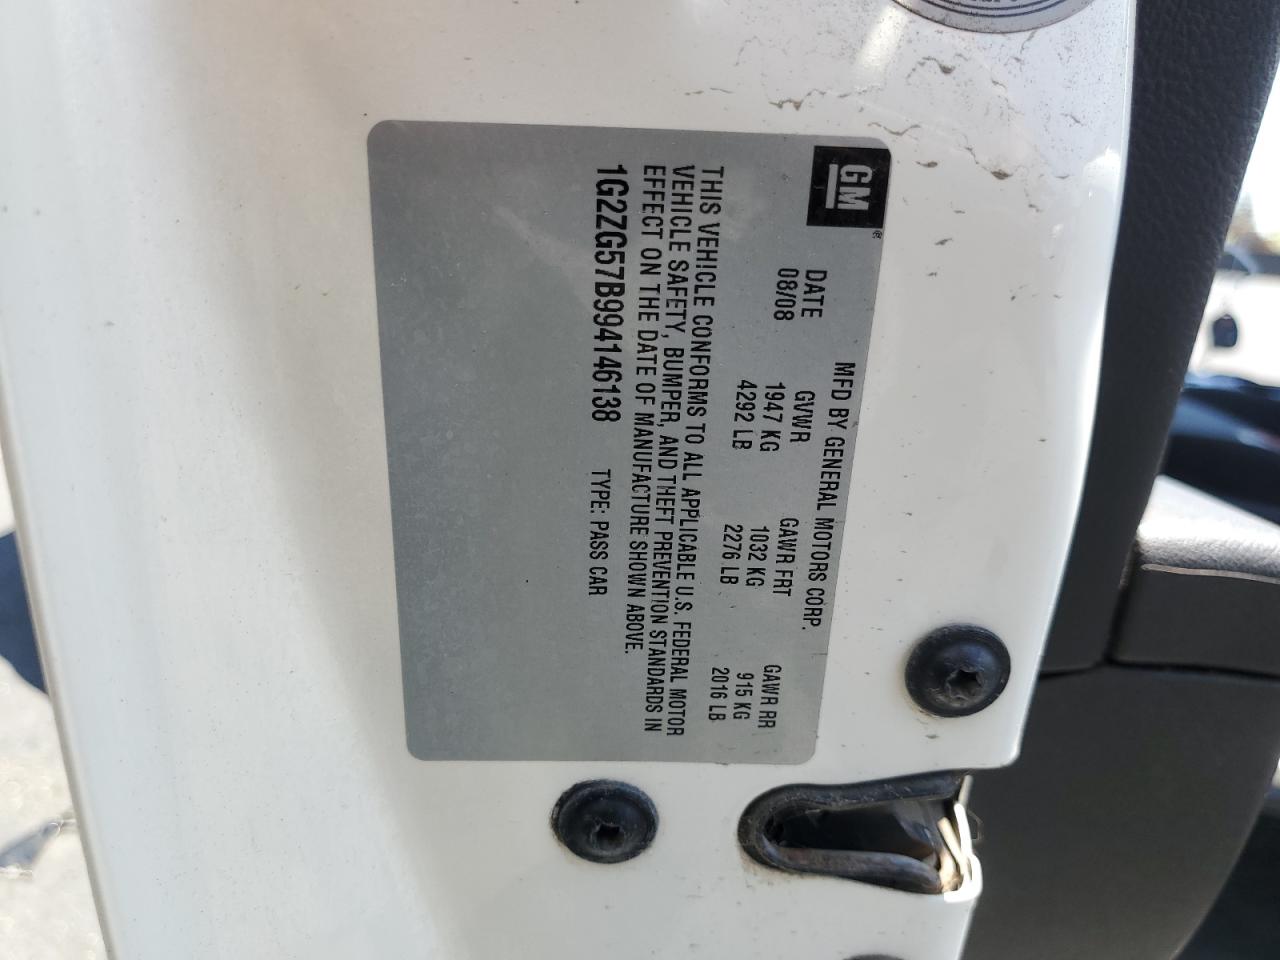 GM®
MFD BY GENERAL MOTORS CORP.
DATE GVWR GAWR FRT GAWR RR
08/08 1947 KG 1032 KG 915 KG
4292 LB 2276 LB 2016 LB
THIS VEHICLE CONFORMS TO ALL APPLICABLE U.S. FEDERAL MOTOR
VEHICLE SAFETY, BUMPER, AND THEFT PREVENTION STANDARDS IN
EFFECT ON THE DATE OF MANUFACTURE SHOWN ABOVE.
1G2ZG57B994146138 TYPE: PASS CAR